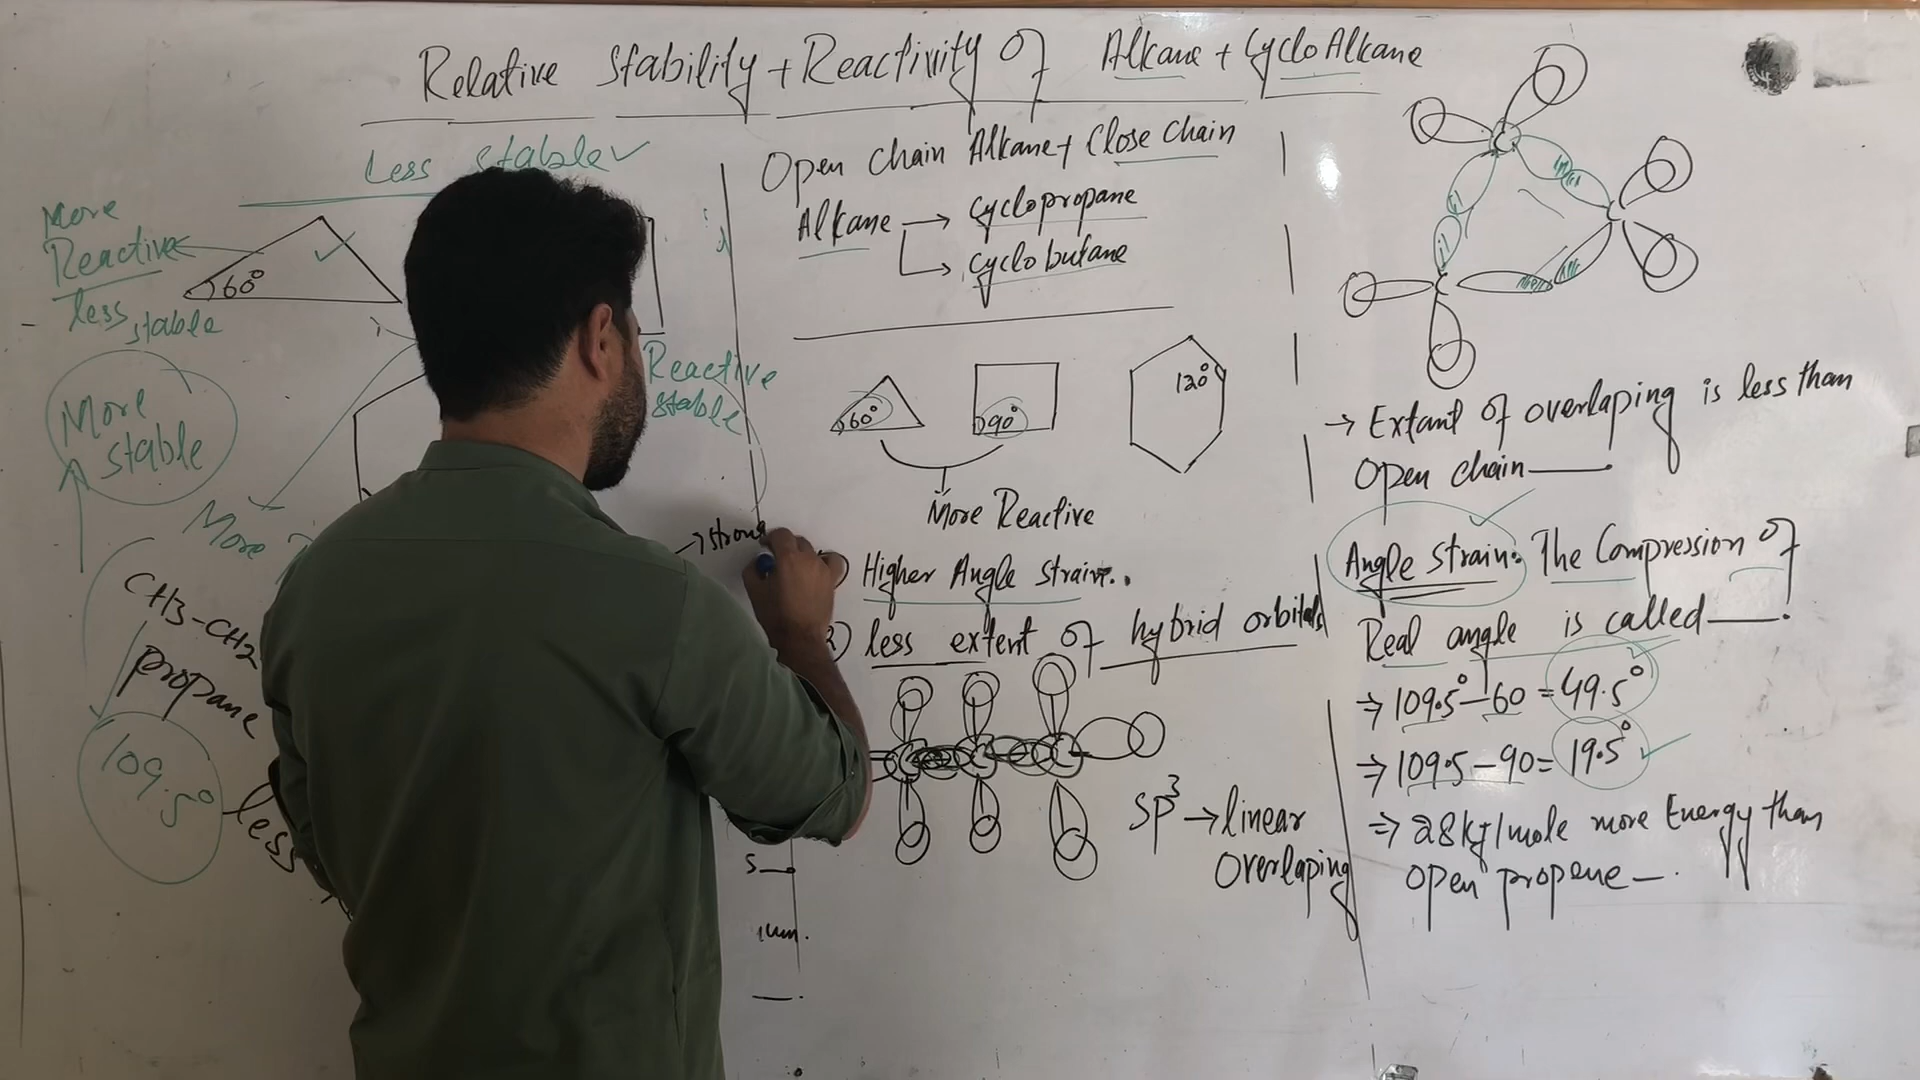 Relative Stability + Reactivity Of Alkane + Cyclo Alkane
Less stable
More
Reactive
less stable
60°
Reactive
stable
More
stable
More
CH3-CH2
propane
109.5°
less
→ strong
Open Chain Alkane + Close Chain
Alkane → Cyclopropane
→ Cyclobutane
60°
90°
120°
More Reactive
Higher Angle strain..
2) less extent of hybrid orbitals
SP3 → linear
Overlaping
C
C
C
→ Extant of overlaping is less than
Open chain —
Angle strain: The Compression of
Real angle is called —.
⇒ 109.5° - 60 = 49.5°
⇒ 109.5 - 90 = 19.5°
⇒ 28 kj/mole more Energy than
open propane —.